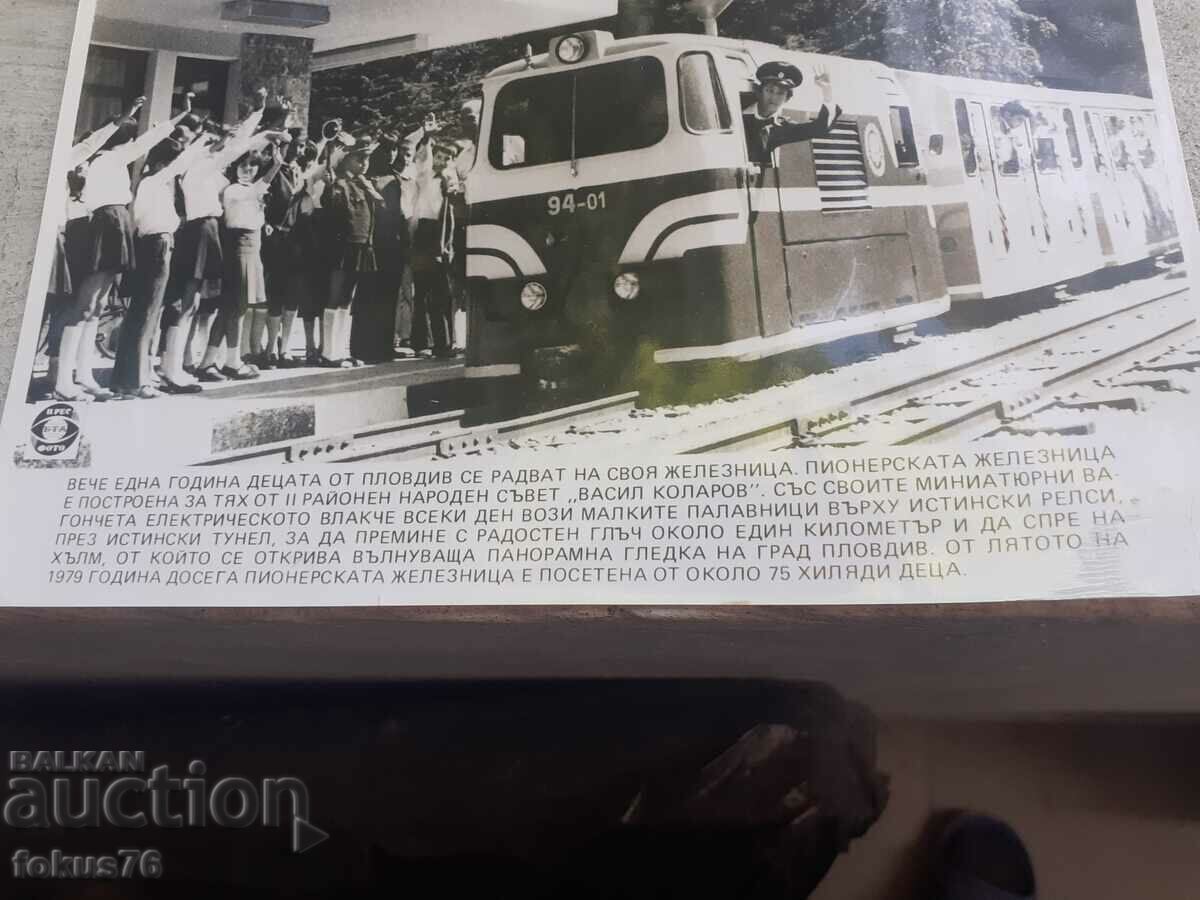 94-01
ПРЕС
БТА
ФОТО
ВЕЧЕ ЕДНА ГОДИНА ДЕЦАТА ОТ ПЛОВДИВ СЕ РАДВАТ НА СВОЯ ЖЕЛЕЗНИЦА. ПИОНЕРСКАТА ЖЕЛЕЗНИЦА
Е ПОСТРОЕНА ЗА ТЯХ ОТ II РАЙОНЕН НАРОДЕН СЪВЕТ „ВАСИЛ КОЛАРОВ". СЪС СВОИТЕ МИНИАТЮРНИ ВА-
ГОНЧЕТА ЕЛЕКТРИЧЕСКОТО ВЛАКЧЕ ВСЕКИ ДЕН ВОЗИ МАЛКИТЕ ПАЛАВНИЦИ ВЪРХУ ИСТИНСКИ РЕЛСИ,
ПРЕЗ ИСТИНСКИ ТУНЕЛ, ЗА ДА ПРЕМИНЕ С РАДОСТЕН ГЛЪЧ ОКОЛО ЕДИН КИЛОМЕТЪР И ДА СПРЕ НА
ХЪЛМ, ОТ КОЙТО СЕ ОТКРИВА ВЪЛНУВАЩА ПАНОРАМНА ГЛЕДКА НА ГРАД ПЛОВДИВ. ОТ ЛЯТОТО НА
1979 ГОДИНА ДОСЕГА ПИОНЕРСКАТА ЖЕЛЕЗНИЦА Е ПОСЕТЕНА ОТ ОКОЛО 75 ХИЛЯДИ ДЕЦА.
BALKAN
auction
fokus76